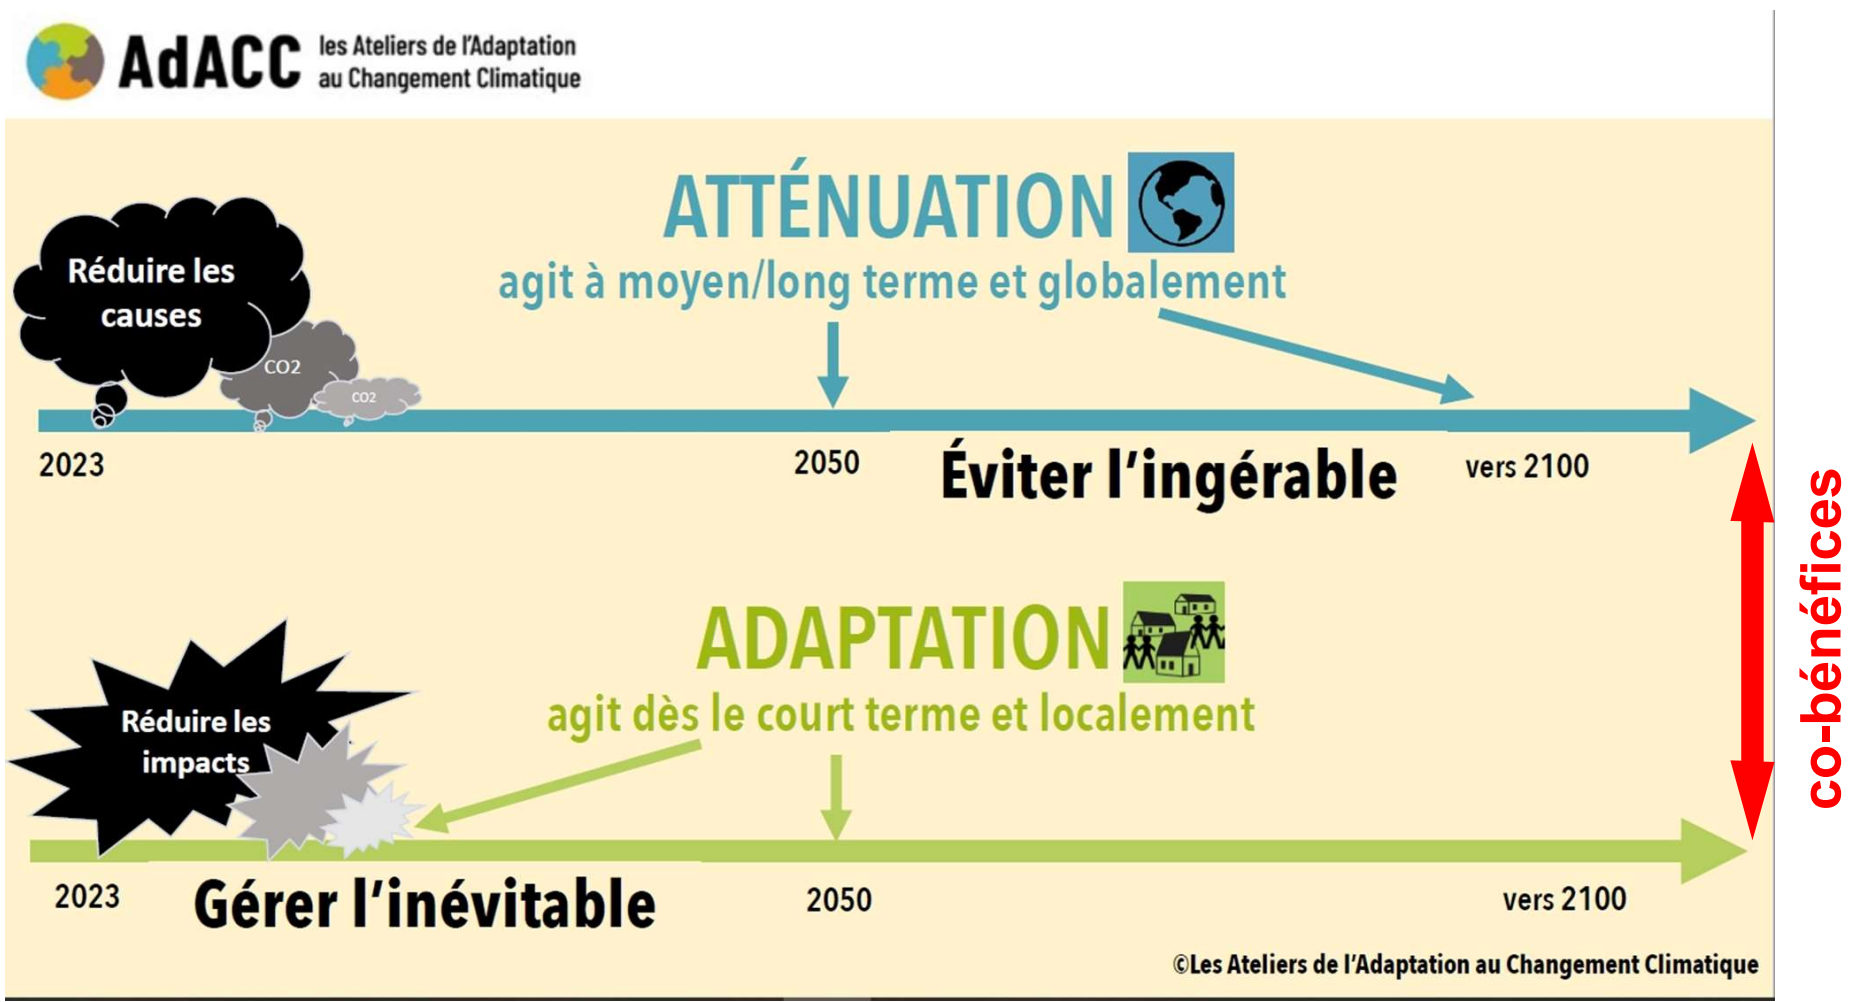 AdACC
les Ateliers de l'Adaptation
au Changement Climatique
ATTÉNUATION
agit à moyen/long terme et globalement
Réduire les
causes
CO2
CO2
2023
2050
Éviter l'ingérable
vers 2100
ADAPTATION
agit dès le court terme et localement
Réduire les
impacts
2023
Gérer l'inévitable
2050
vers 2100
co-bénéfices
©Les Ateliers de l'Adaptation au Changement Climatique